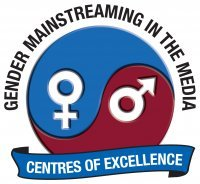 GENDER MAINSTREAMING IN THE MEDIA
CENTRES OF EXCELLENCE